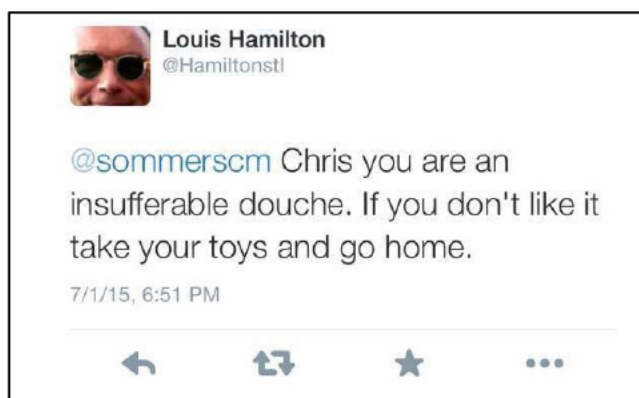 Louis Hamilton
@Hamiltonstl
@sommerscm Chris you are an
insufferable douche. If you don't like it
take your toys and go home.
7/1/15, 6:51 PM